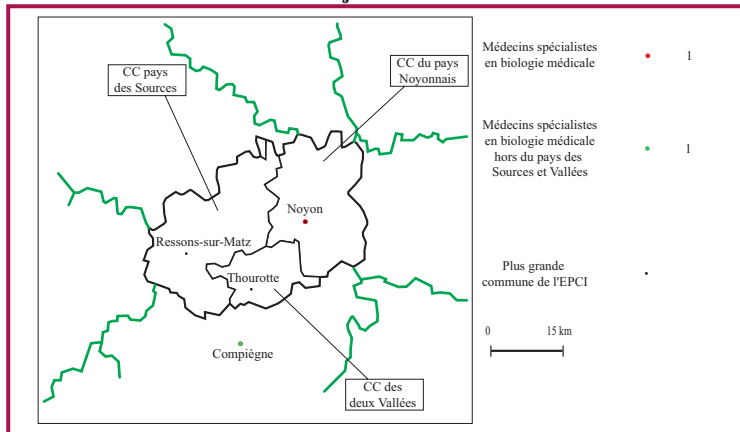 CC pays
des Sources
CC du pays
Noyonnais
Noyon
Ressons-sur-Matz
Thourotte
Compiègne
CC des
deux Vallées
Médecins spécialistes
en biologie médicale
1
Médecins spécialistes
en biologie médicale
hors du pays des
Sources et Vallées
1
Plus grande
commune de l'EPCI
0 15 km